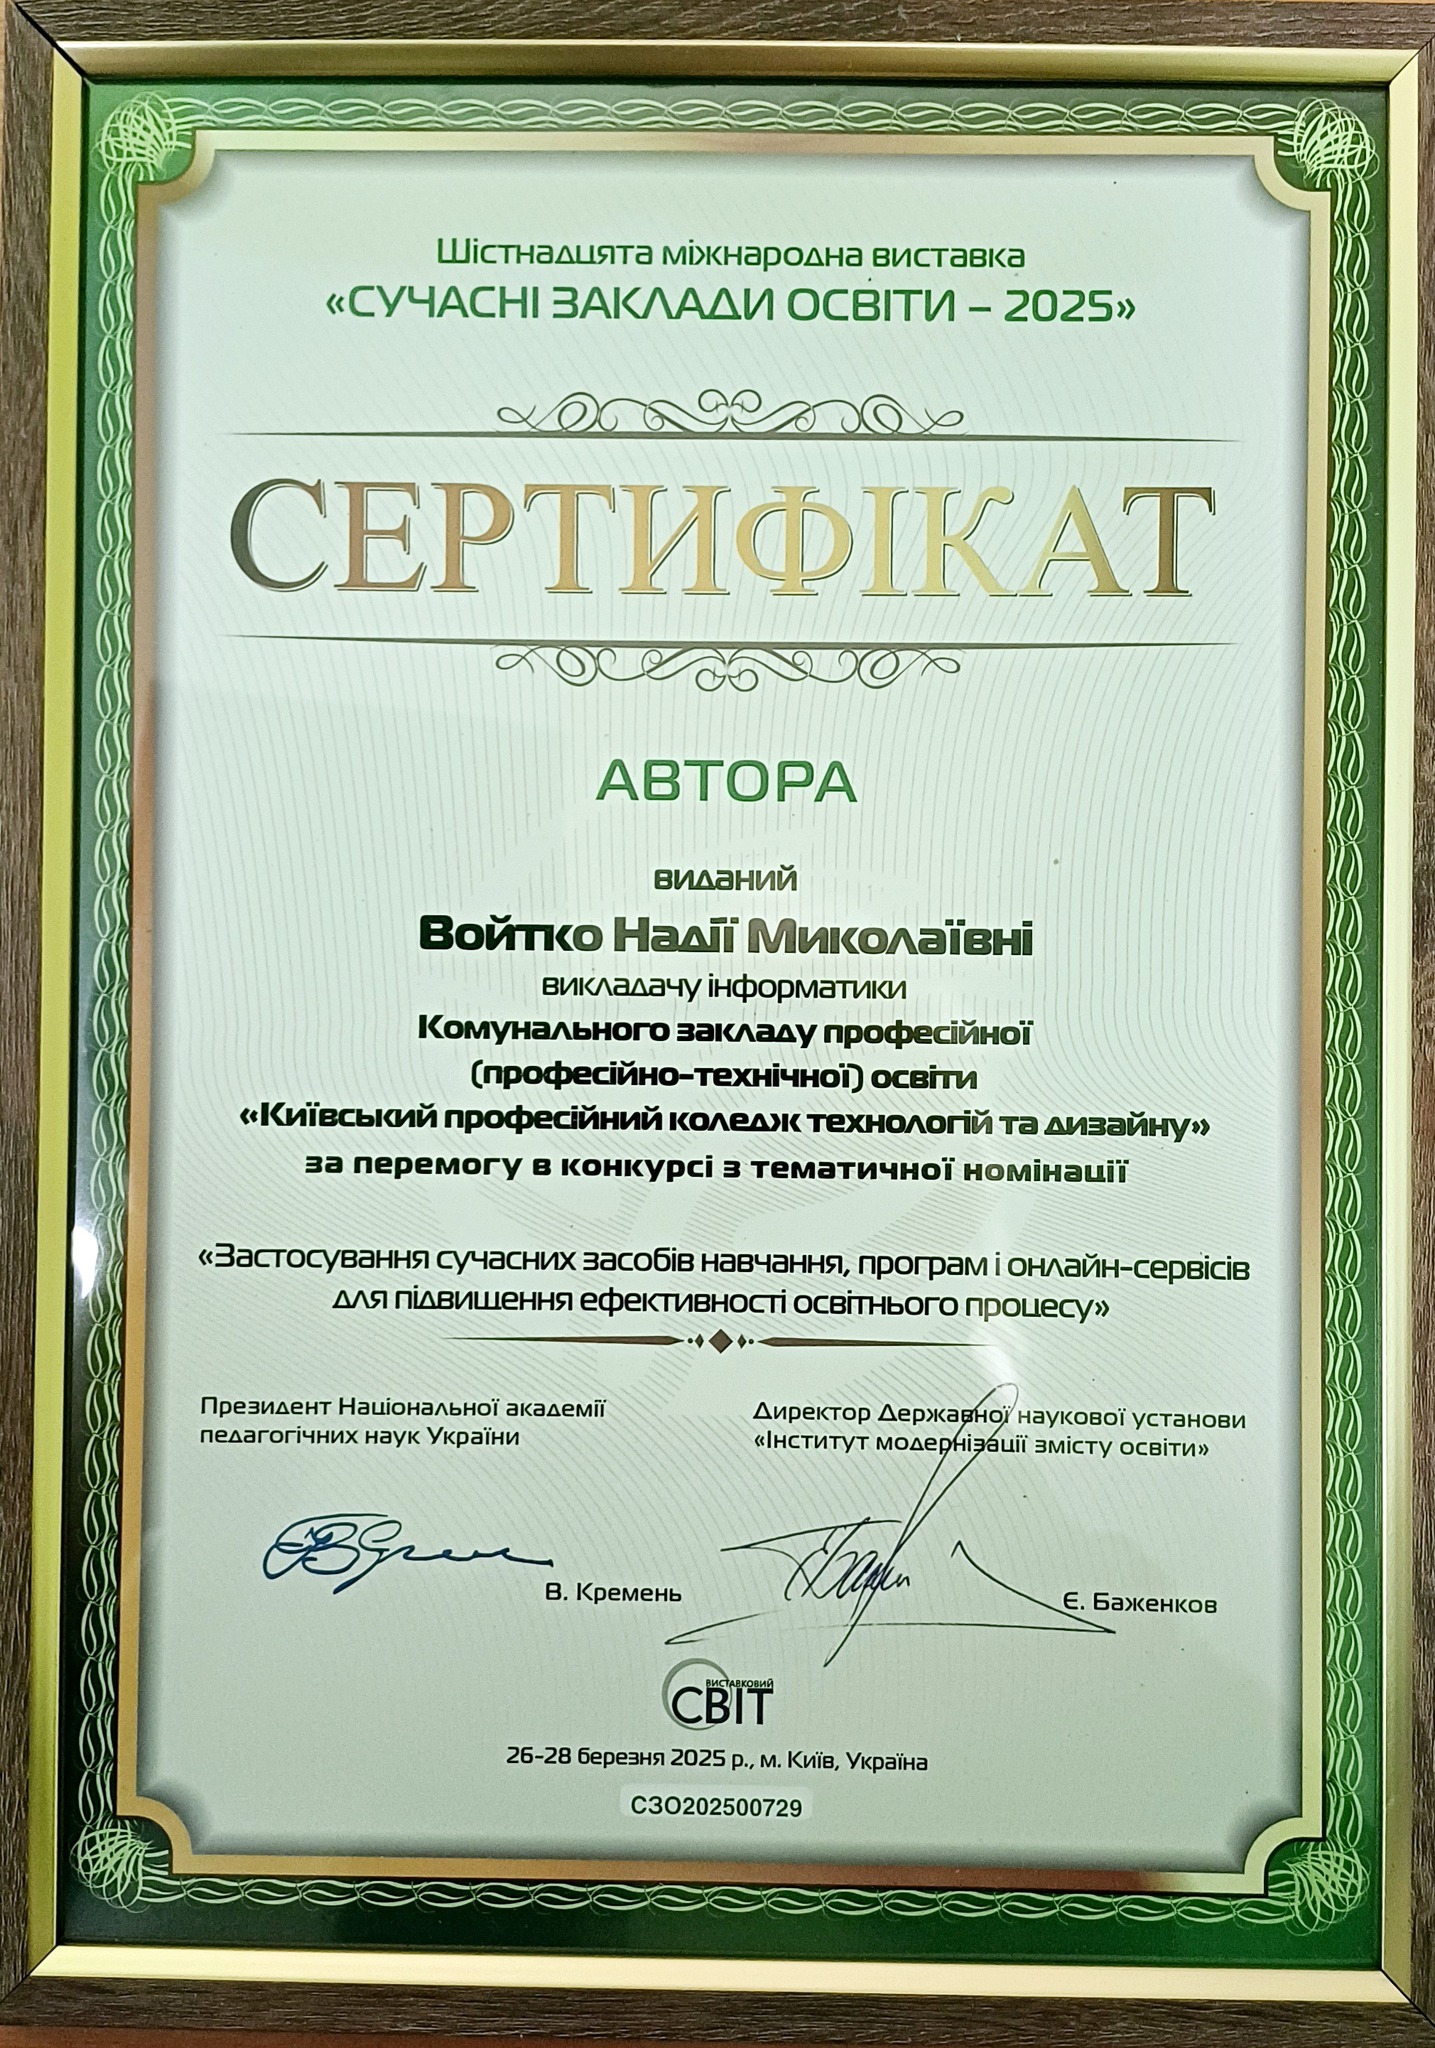 Шістнадцята міжнародна виставка
«СУЧАСНІ ЗАКЛАДИ ОСВІТИ – 2025»
СЕРТИФІКАТ
АВТОРА
виданий
Войтко Надії Миколаївні
викладачу інформатики
Комунального закладу професійної
(професійно-технічної) освіти
«Київський професійний коледж технологій та дизайну»
за перемогу в конкурсі з тематичної номінації
«Застосування сучасних засобів навчання, програм і онлайн-сервісів
для підвищення ефективності освітнього процесу»
Президент Національної академії
педагогічних наук України
В. Кремень
Директор Державної наукової установи
«Інститут модернізації змісту освіти»
Є. Баженков
ВИСТАВКОВИЙ
СВІТ
26-28 березня 2025 р., м. Київ, Україна
СЗО202500729